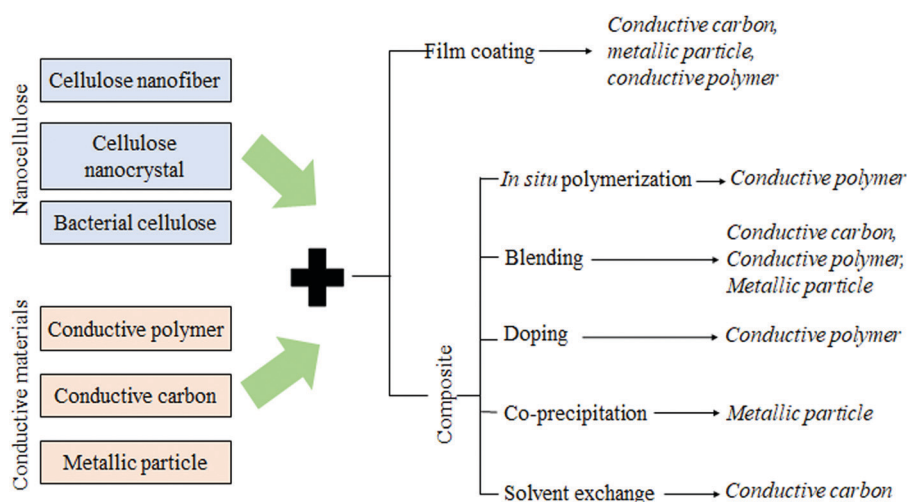 Nanocellulose
Cellulose nanofiber
Cellulose
nanocrystal
Bacterial cellulose
Conductive materials
Conductive polymer
Conductive carbon
Metallic particle
Film coating
Conductive carbon,
metallic particle,
conductive polymer
Composite
In situ polymerization
Conductive polymer
Blending
Conductive carbon,
Conductive polymer,
Metallic particle
Doping
Conductive polymer
Co-precipitation
Metallic particle
Solvent exchange
Conductive carbon